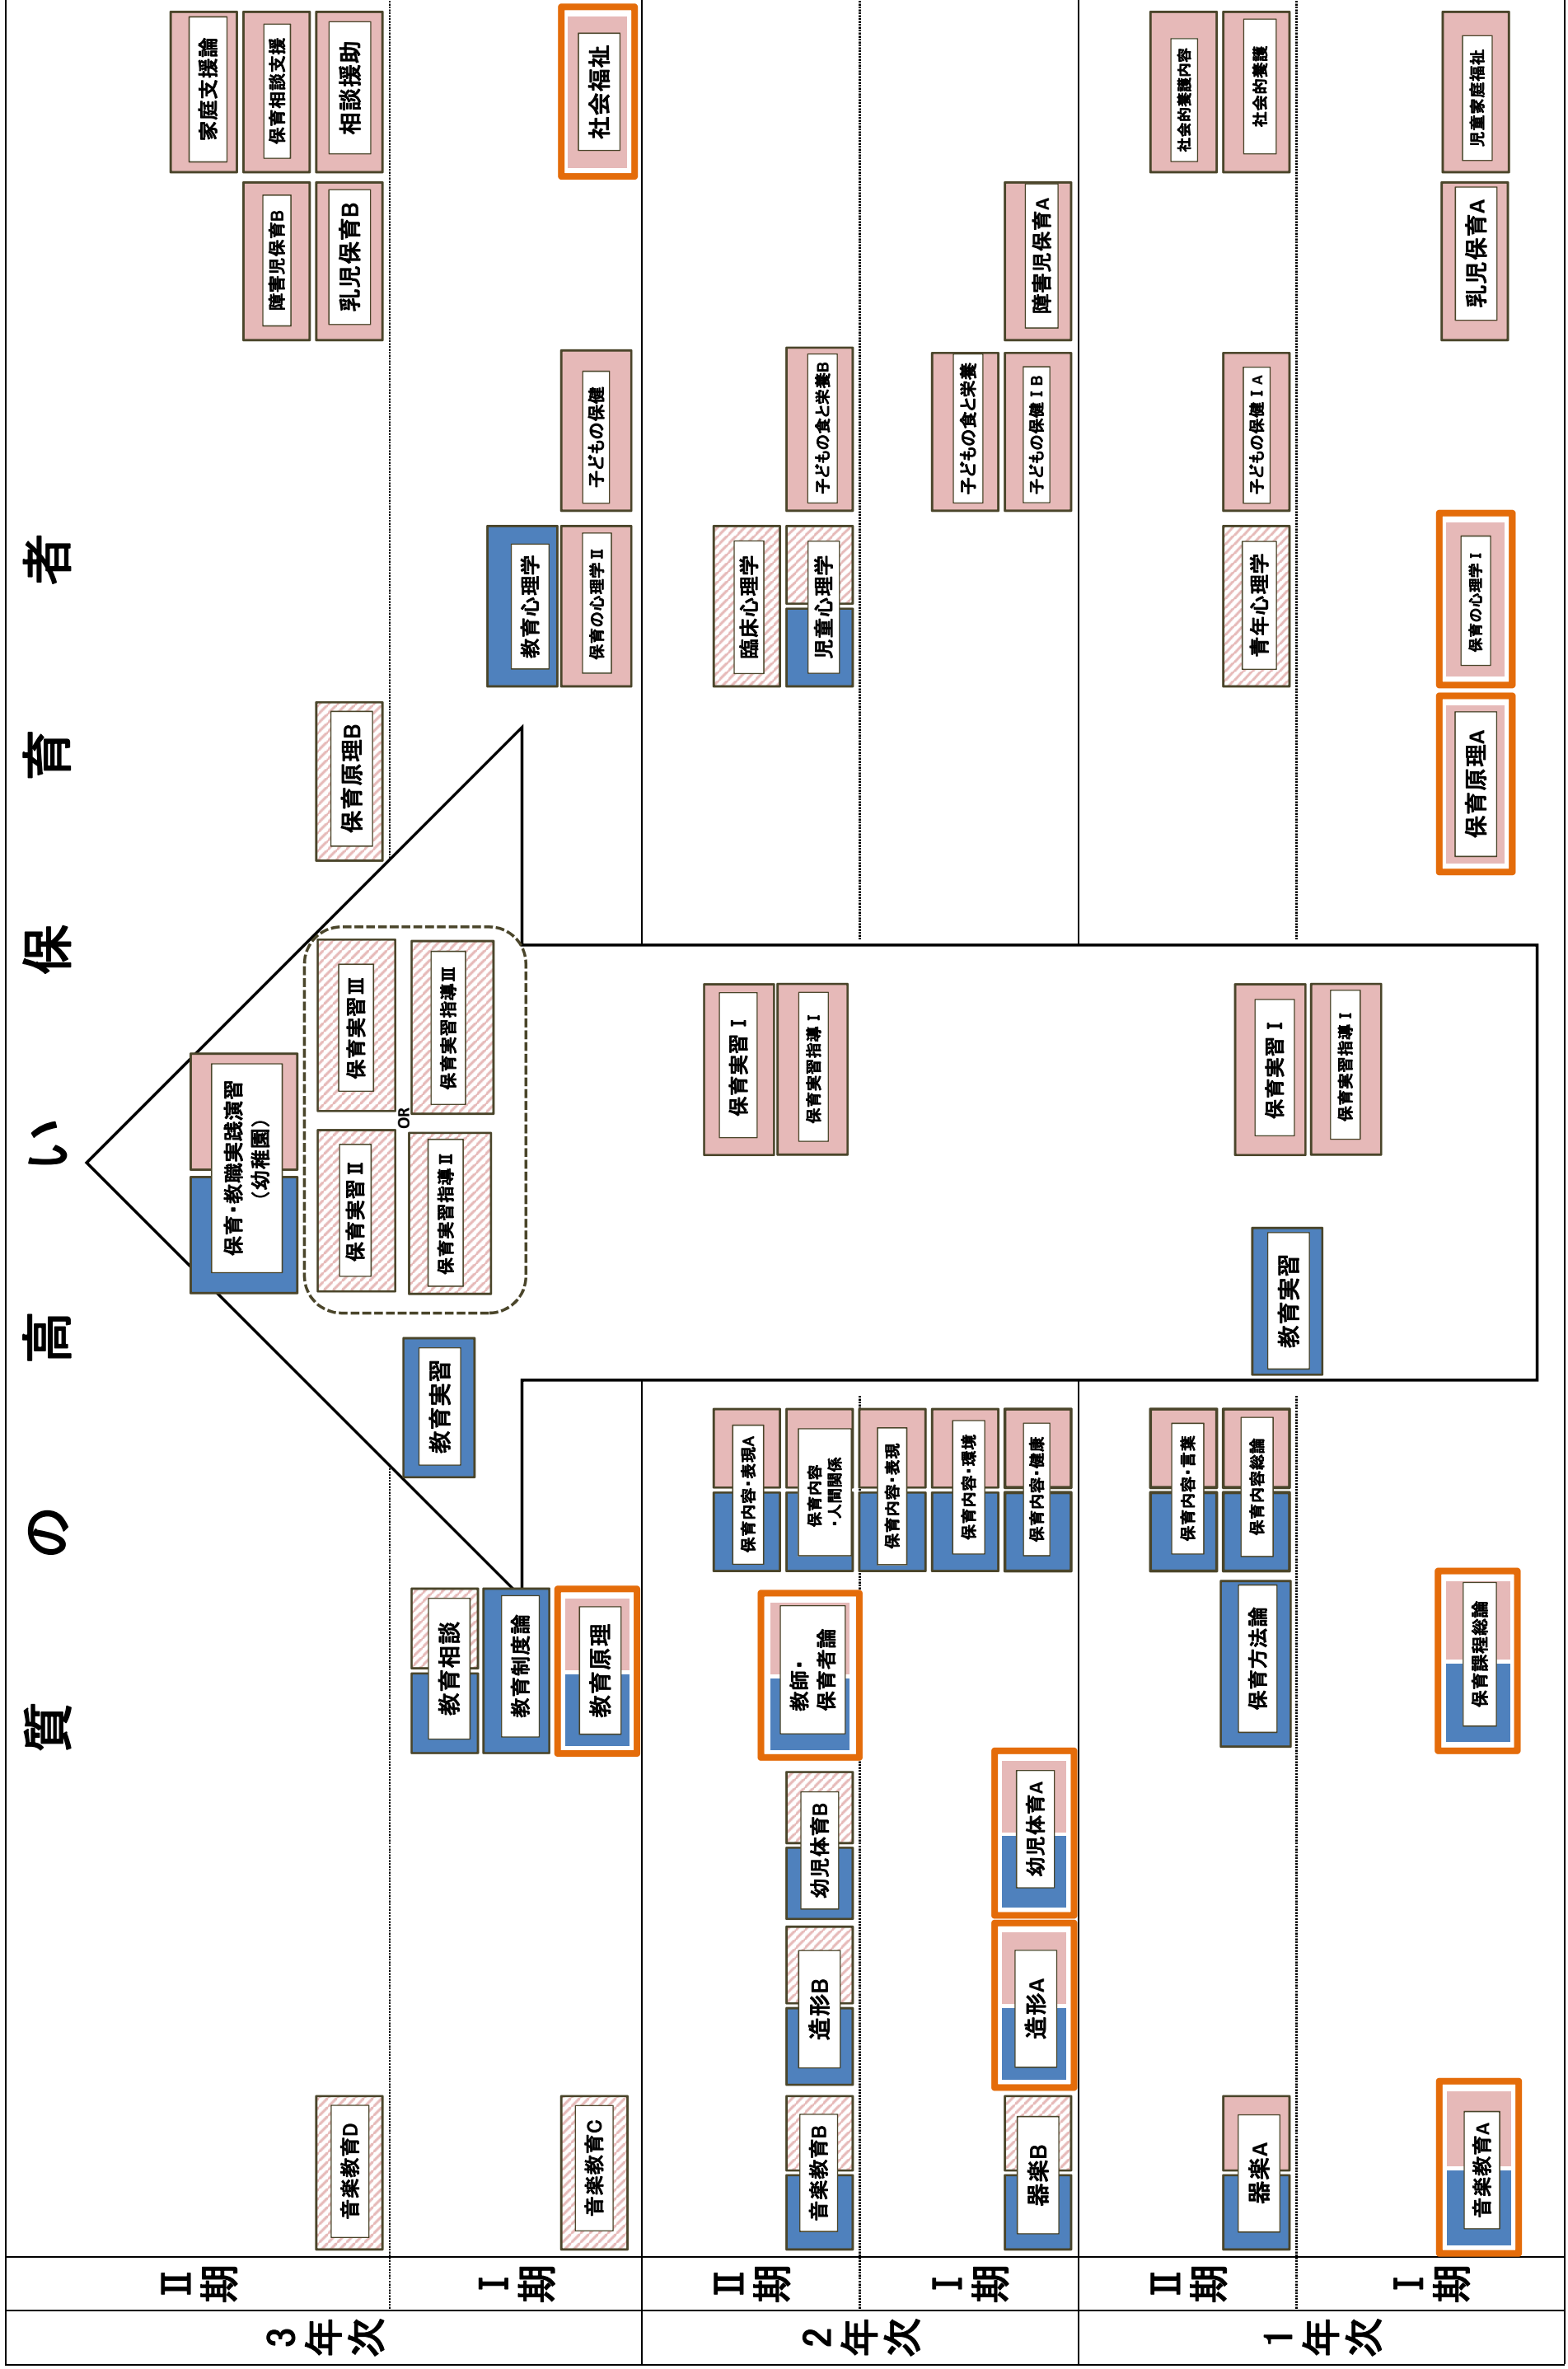 質の高い保育者
3年次
Ⅱ期
音楽教育D
保育・教職実践演習
（幼稚園）
保育実習Ⅱ
保育実習Ⅲ
保育原理B
障害児保育B
乳児保育B
家庭支援論
保育相談支援
相談援助
Ⅰ期
音楽教育C
教育相談
教育制度論
教育原理
教育実習
保育実習指導Ⅱ
OR
保育実習指導Ⅲ
教育心理学
保育の心理学Ⅱ
子どもの保健
社会福祉
2年次
Ⅱ期
音楽教育B
造形B
幼児体育B
教師・
保育者論
保育内容・表現A
保育内容
・人間関係
保育実習Ⅰ
保育実習指導Ⅰ
臨床心理学
児童心理学
子どもの食と栄養B
Ⅰ期
器楽B
造形A
幼児体育A
保育内容・表現
保育内容・環境
保育内容・健康
子どもの食と栄養
子どもの保健ⅠB
障害児保育A
1年次
Ⅱ期
器楽A
保育方法論
保育内容・言葉
保育内容総論
教育実習
保育実習Ⅰ
保育実習指導Ⅰ
青年心理学
子どもの保健ⅠA
社会的養護内容
社会的養護
Ⅰ期
音楽教育A
保育課程総論
保育原理A
保育の心理学Ⅰ
乳児保育A
児童家庭福祉